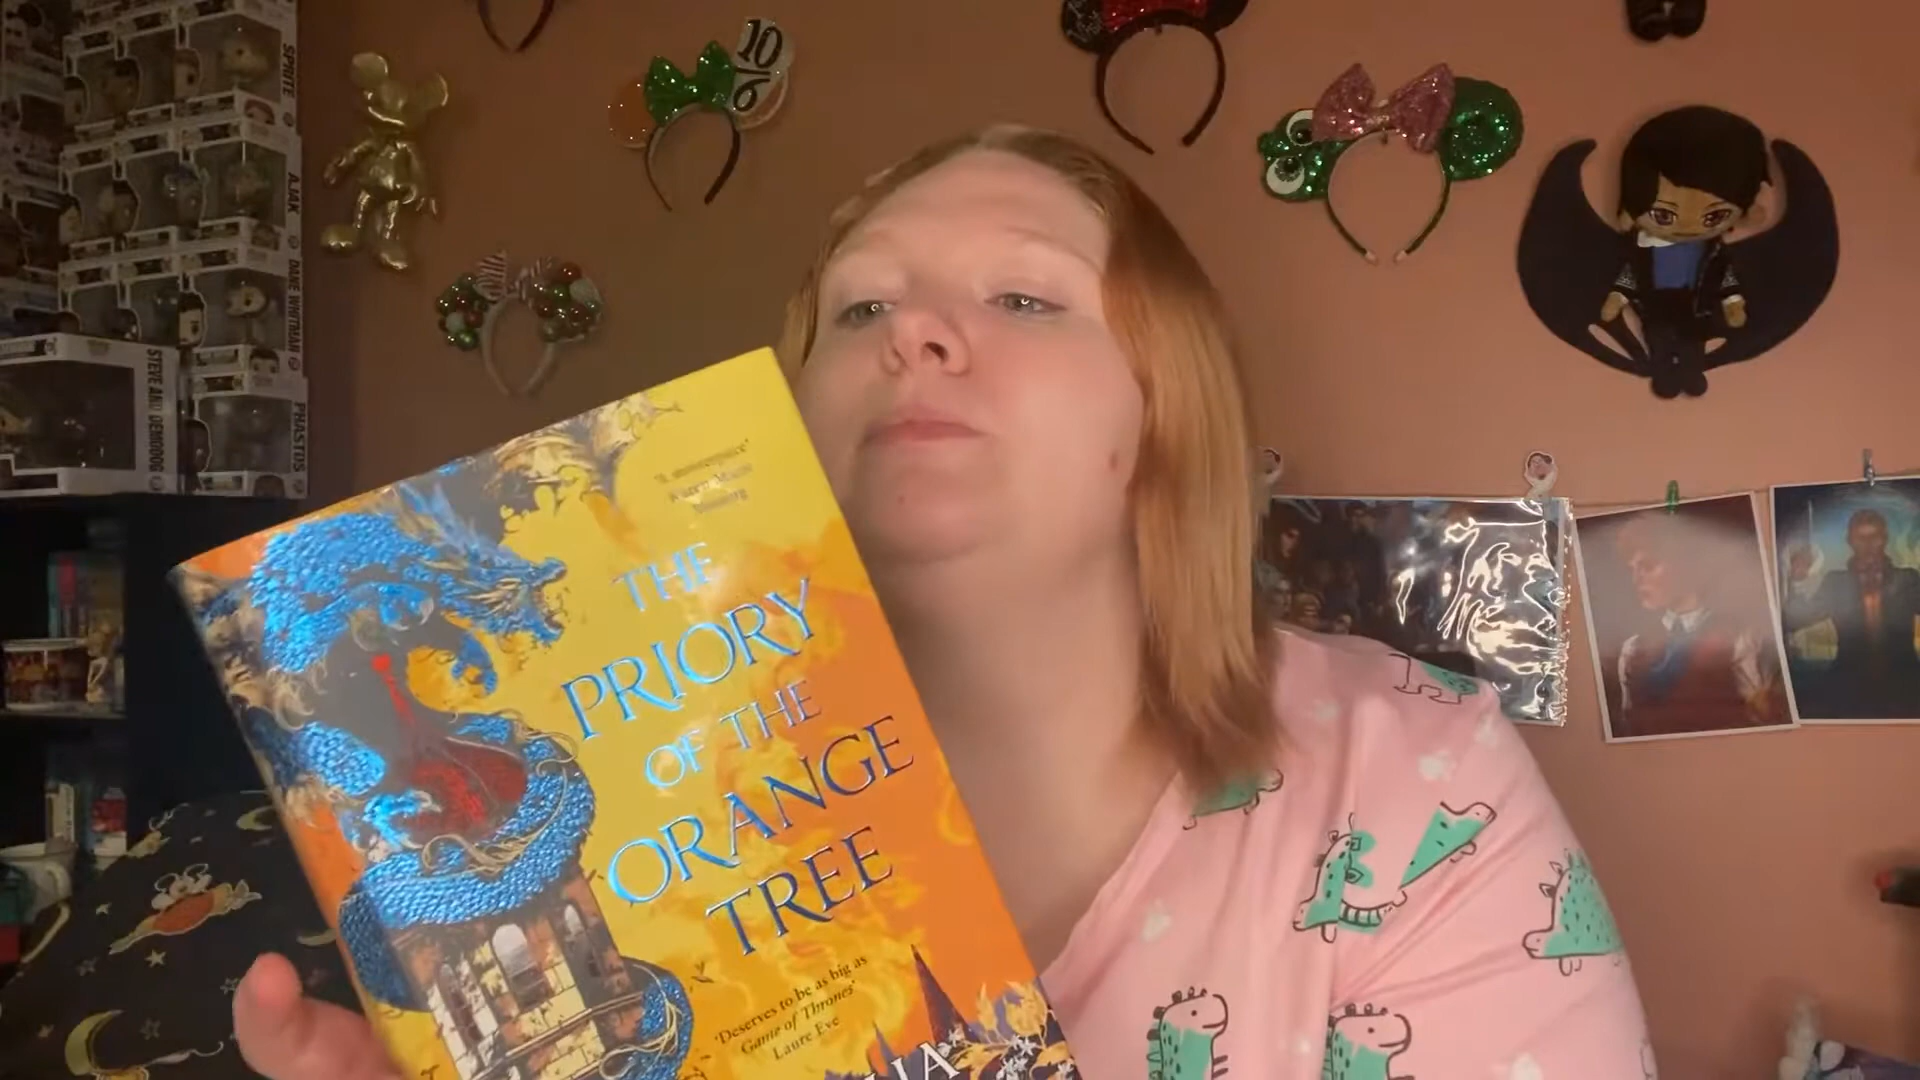 SPRITE
AJAK
DANE WHITMAN
PHASTOS
STEVE AND DEMODOG
10/6
'A masterpiece'
THE
PRIORY
OF THE
ORANGE
TREE
'Deserves to be as big as
Game of Thrones'
Laure Eve